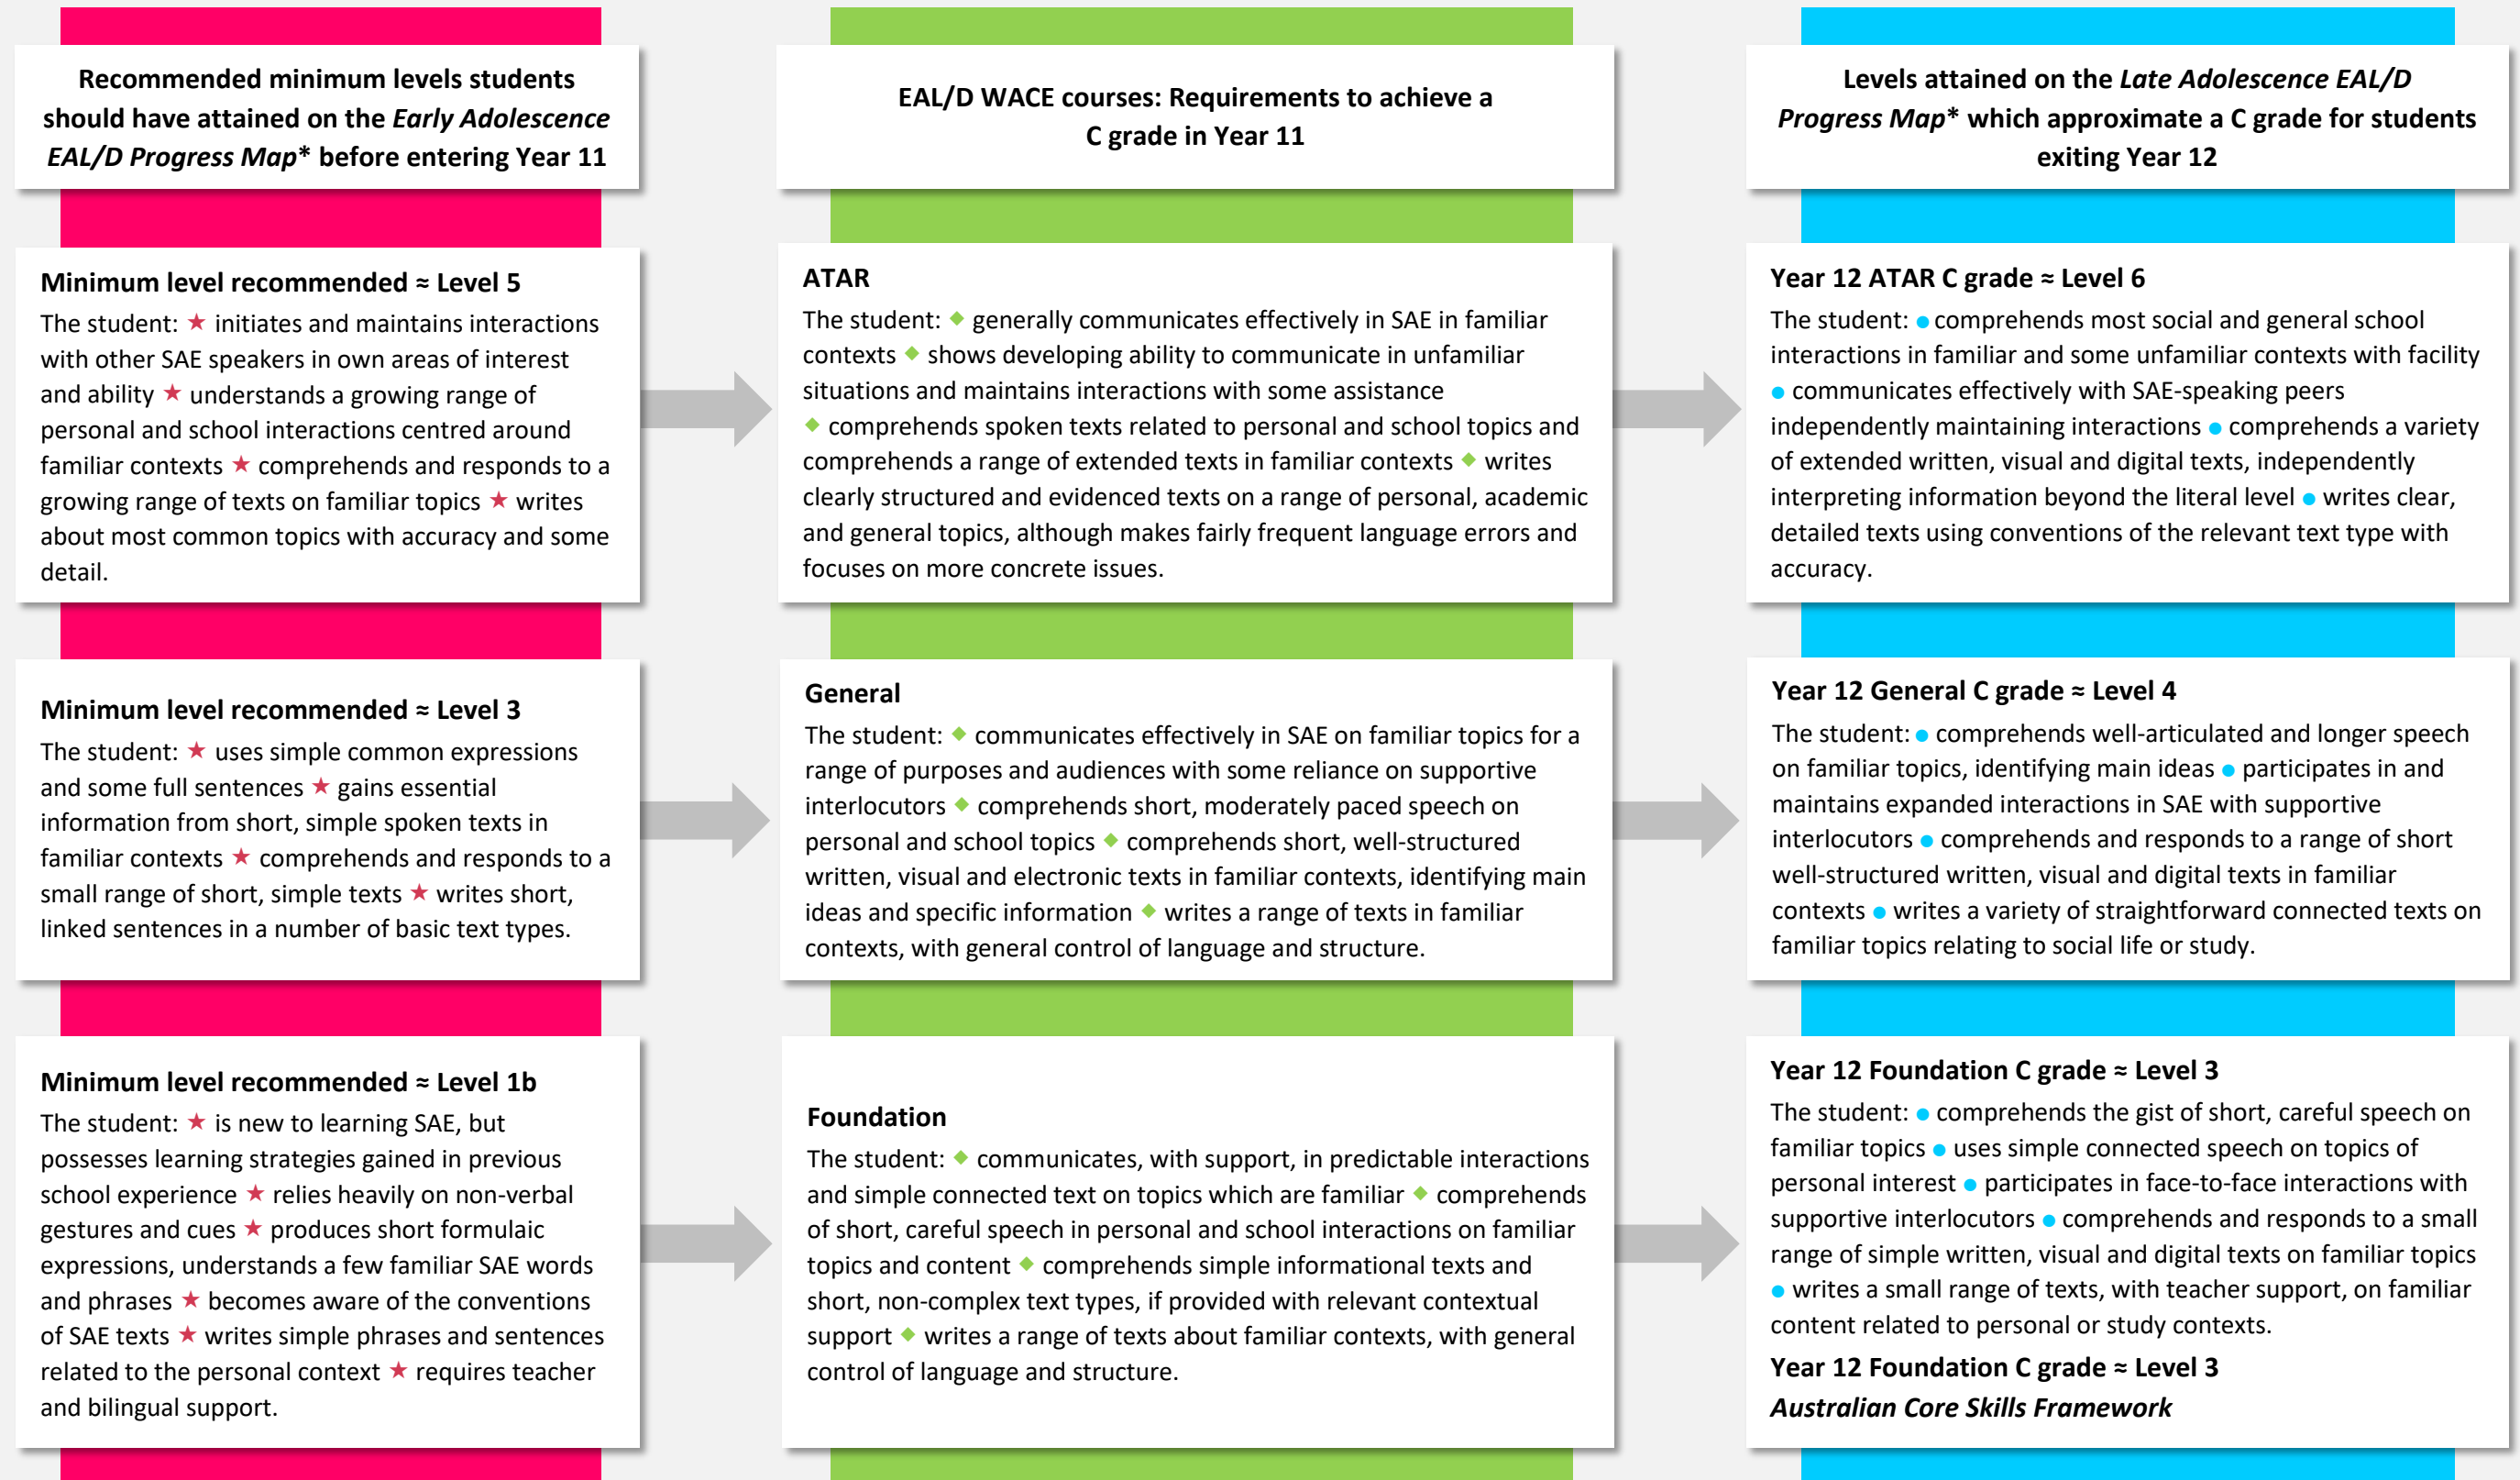 Recommended minimum levels students
should have attained on the Early Adolescence
EAL/D Progress Map* before entering Year 11
EAL/D WACE courses: Requirements to achieve a
C grade in Year 11
Levels attained on the Late Adolescence EAL/D
Progress Map* which approximate a C grade for students
exiting Year 12
Minimum level recommended ≈ Level 5
The student: ★ initiates and maintains interactions
with other SAE speakers in own areas of interest
and ability ★ understands a growing range of
personal and school interactions centred around
familiar contexts ★ comprehends and responds to a
growing range of texts on familiar topics ★ writes
about most common topics with accuracy and some
detail.
ATAR
The student: ◆ generally communicates effectively in SAE in familiar
contexts ◆ shows developing ability to communicate in unfamiliar
situations and maintains interactions with some assistance
◆ comprehends spoken texts related to personal and school topics and
comprehends a range of extended texts in familiar contexts ◆ writes
clearly structured and evidenced texts on a range of personal, academic
and general topics, although makes fairly frequent language errors and
focuses on more concrete issues.
Year 12 ATAR C grade ≈ Level 6
The student: ● comprehends most social and general school
interactions in familiar and some unfamiliar contexts with facility
● communicates effectively with SAE-speaking peers
independently maintaining interactions ● comprehends a variety
of extended written, visual and digital texts, independently
interpreting information beyond the literal level ● writes clear,
detailed texts using conventions of the relevant text type with
accuracy.
Minimum level recommended ≈ Level 3
The student: ★ uses simple common expressions
and some full sentences ★ gains essential
information from short, simple spoken texts in
familiar contexts ★ comprehends and responds to a
small range of short, simple texts ★ writes short,
linked sentences in a number of basic text types.
General
The student: ◆ communicates effectively in SAE on familiar topics for a
range of purposes and audiences with some reliance on supportive
interlocutors ◆ comprehends short, moderately paced speech on
personal and school topics ◆ comprehends short, well-structured
written, visual and electronic texts in familiar contexts, identifying main
ideas and specific information ◆ writes a range of texts in familiar
contexts, with general control of language and structure.
Year 12 General C grade ≈ Level 4
The student: ● comprehends well-articulated and longer speech
on familiar topics, identifying main ideas ● participates in and
maintains expanded interactions in SAE with supportive
interlocutors ● comprehends and responds to a range of short
well-structured written, visual and digital texts in familiar
contexts ● writes a variety of straightforward connected texts on
familiar topics relating to social life or study.
Minimum level recommended ≈ Level 1b
The student: ★ is new to learning SAE, but
possesses learning strategies gained in previous
school experience ★ relies heavily on non-verbal
gestures and cues ★ produces short formulaic
expressions, understands a few familiar SAE words
and phrases ★ becomes aware of the conventions
of SAE texts ★ writes simple phrases and sentences
related to the personal context ★ requires teacher
and bilingual support.
Foundation
The student: ◆ communicates, with support, in predictable interactions
and simple connected text on topics which are familiar ◆ comprehends
of short, careful speech in personal and school interactions on familiar
topics and content ◆ comprehends simple informational texts and
short, non-complex text types, if provided with relevant contextual
support ◆ writes a range of texts about familiar contexts, with general
control of language and structure.
Year 12 Foundation C grade ≈ Level 3
The student: ● comprehends the gist of short, careful speech on
familiar topics ● uses simple connected speech on topics of
personal interest ● participates in face-to-face interactions with
supportive interlocutors ● comprehends and responds to a small
range of simple written, visual and digital texts on familiar topics
● writes a small range of texts, with teacher support, on familiar
content related to personal or study contexts.
Year 12 Foundation C grade ≈ Level 3
Australian Core Skills Framework